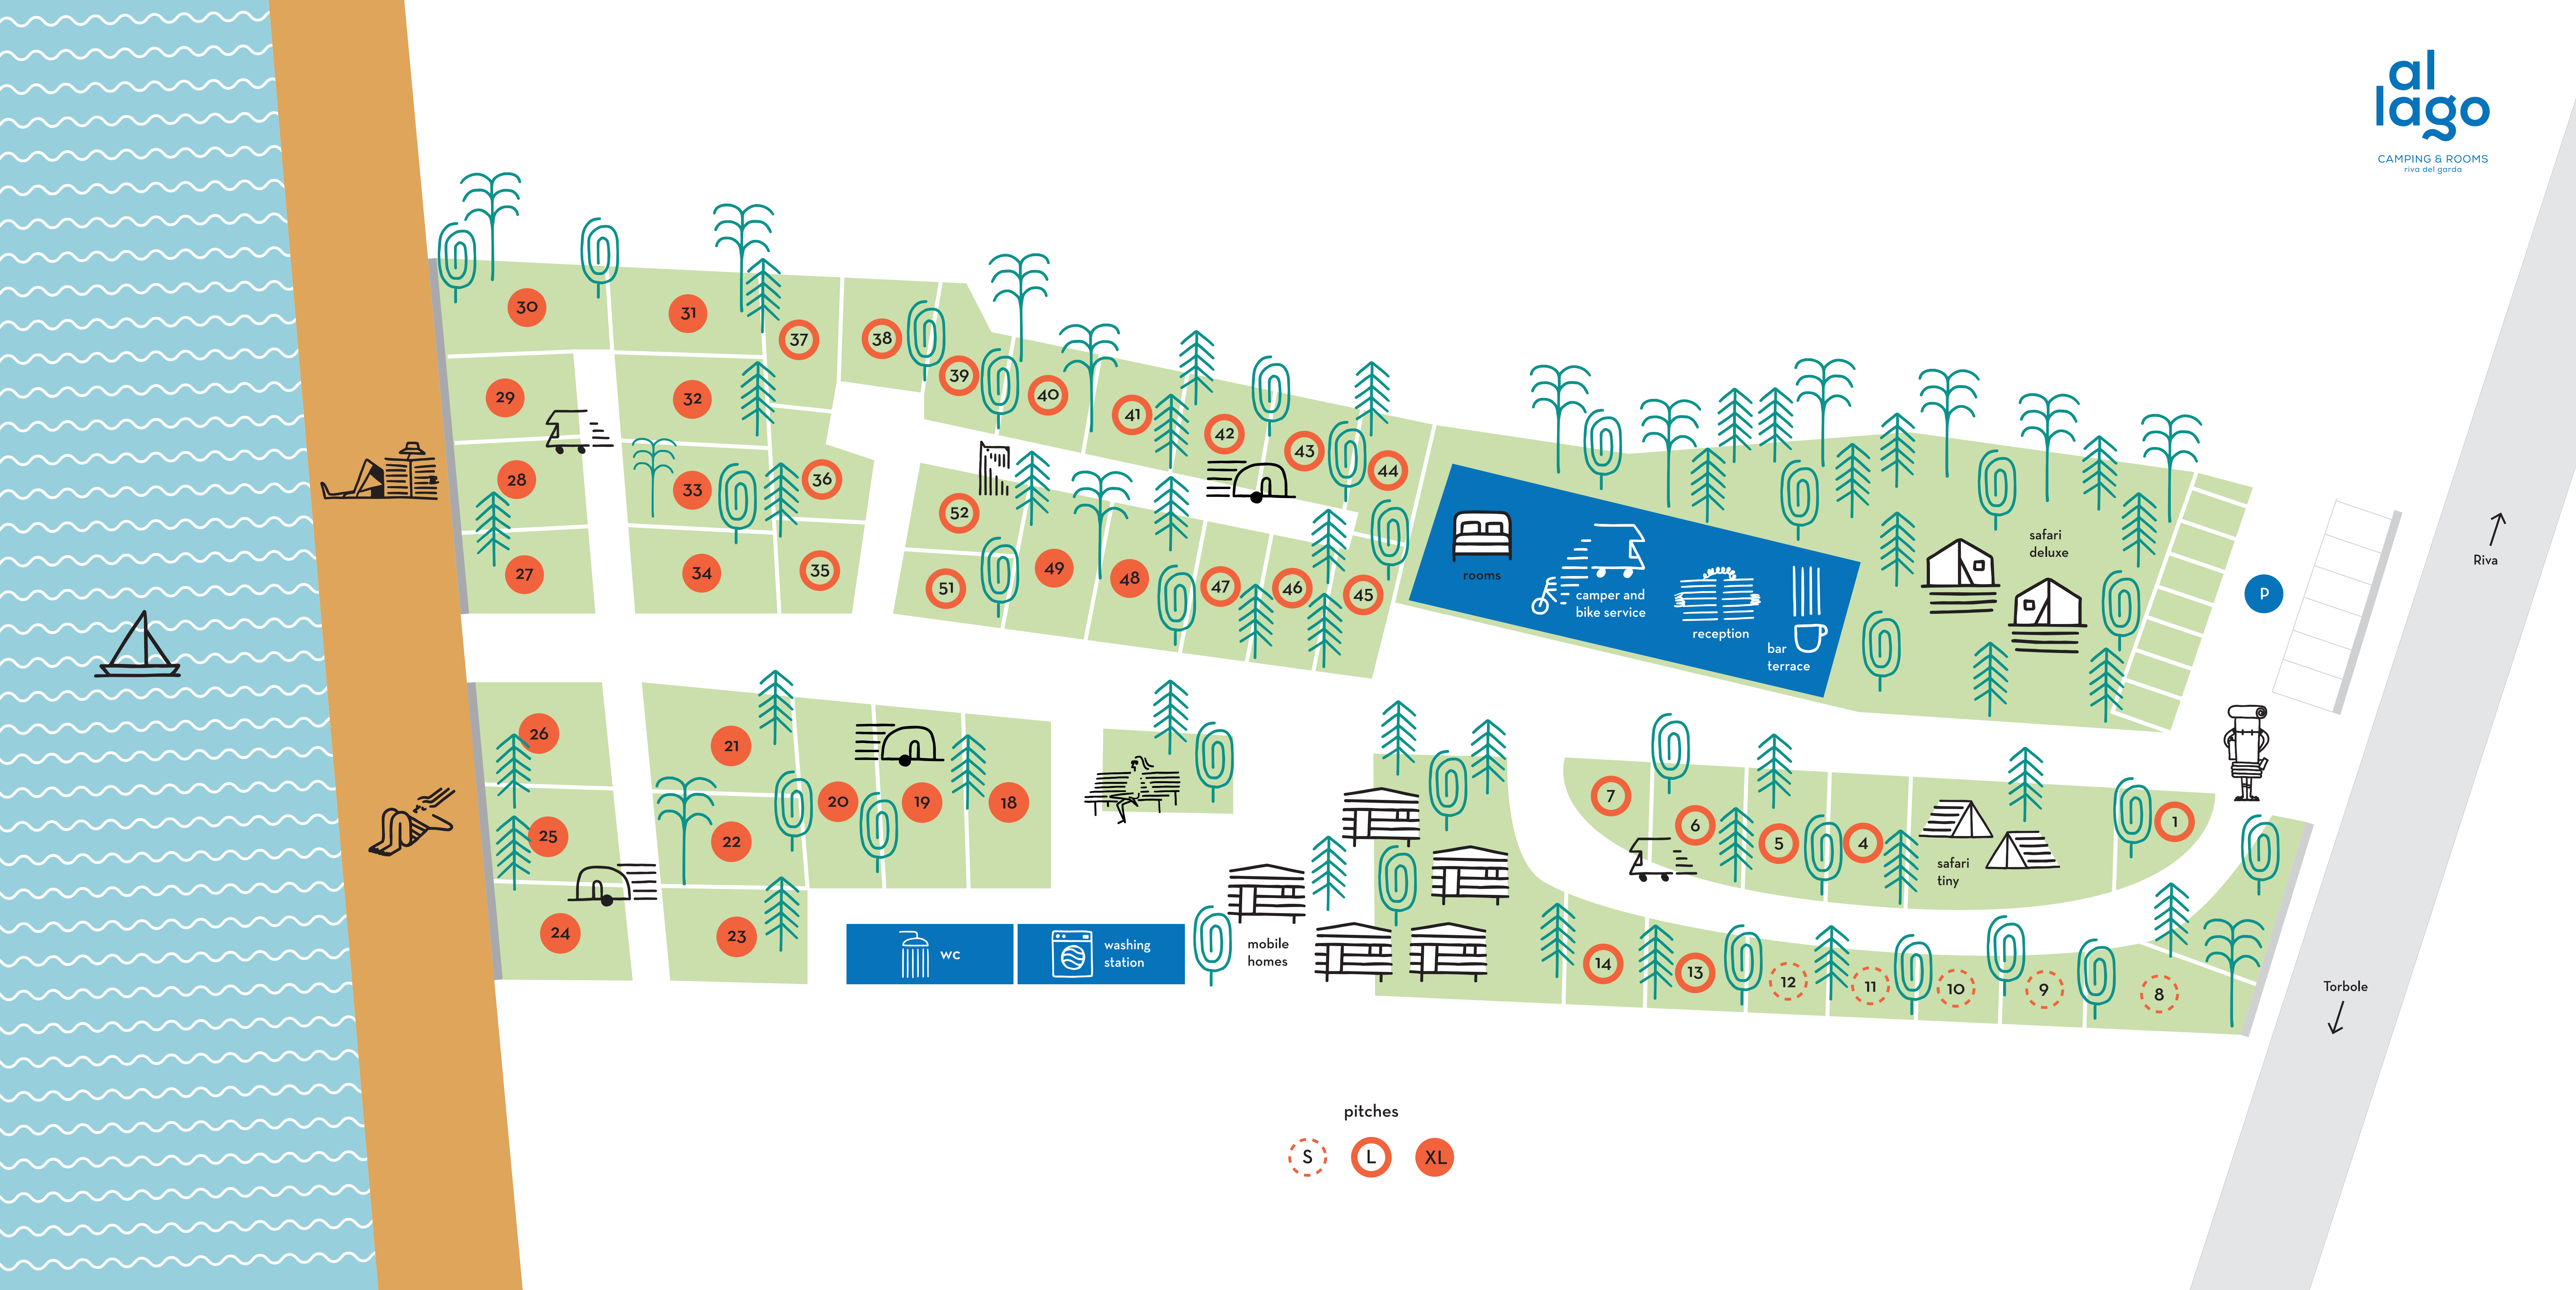 al
lago
CAMPING & ROOMS
riva del garda
30
31
37
38
39
40
41
42
43
44
29
32
28
33
36
27
34
35
52
51
49
48
47
46
45
rooms
camper and
bike service
reception
bar
terrace
safari
deluxe
P
Riva
26
21
20
19
18
25
22
24
23
wc
washing
station
mobile
homes
7
6
5
4
safari
tiny
1
14
13
12
11
10
9
8
Torbole
pitches
S
L
XL